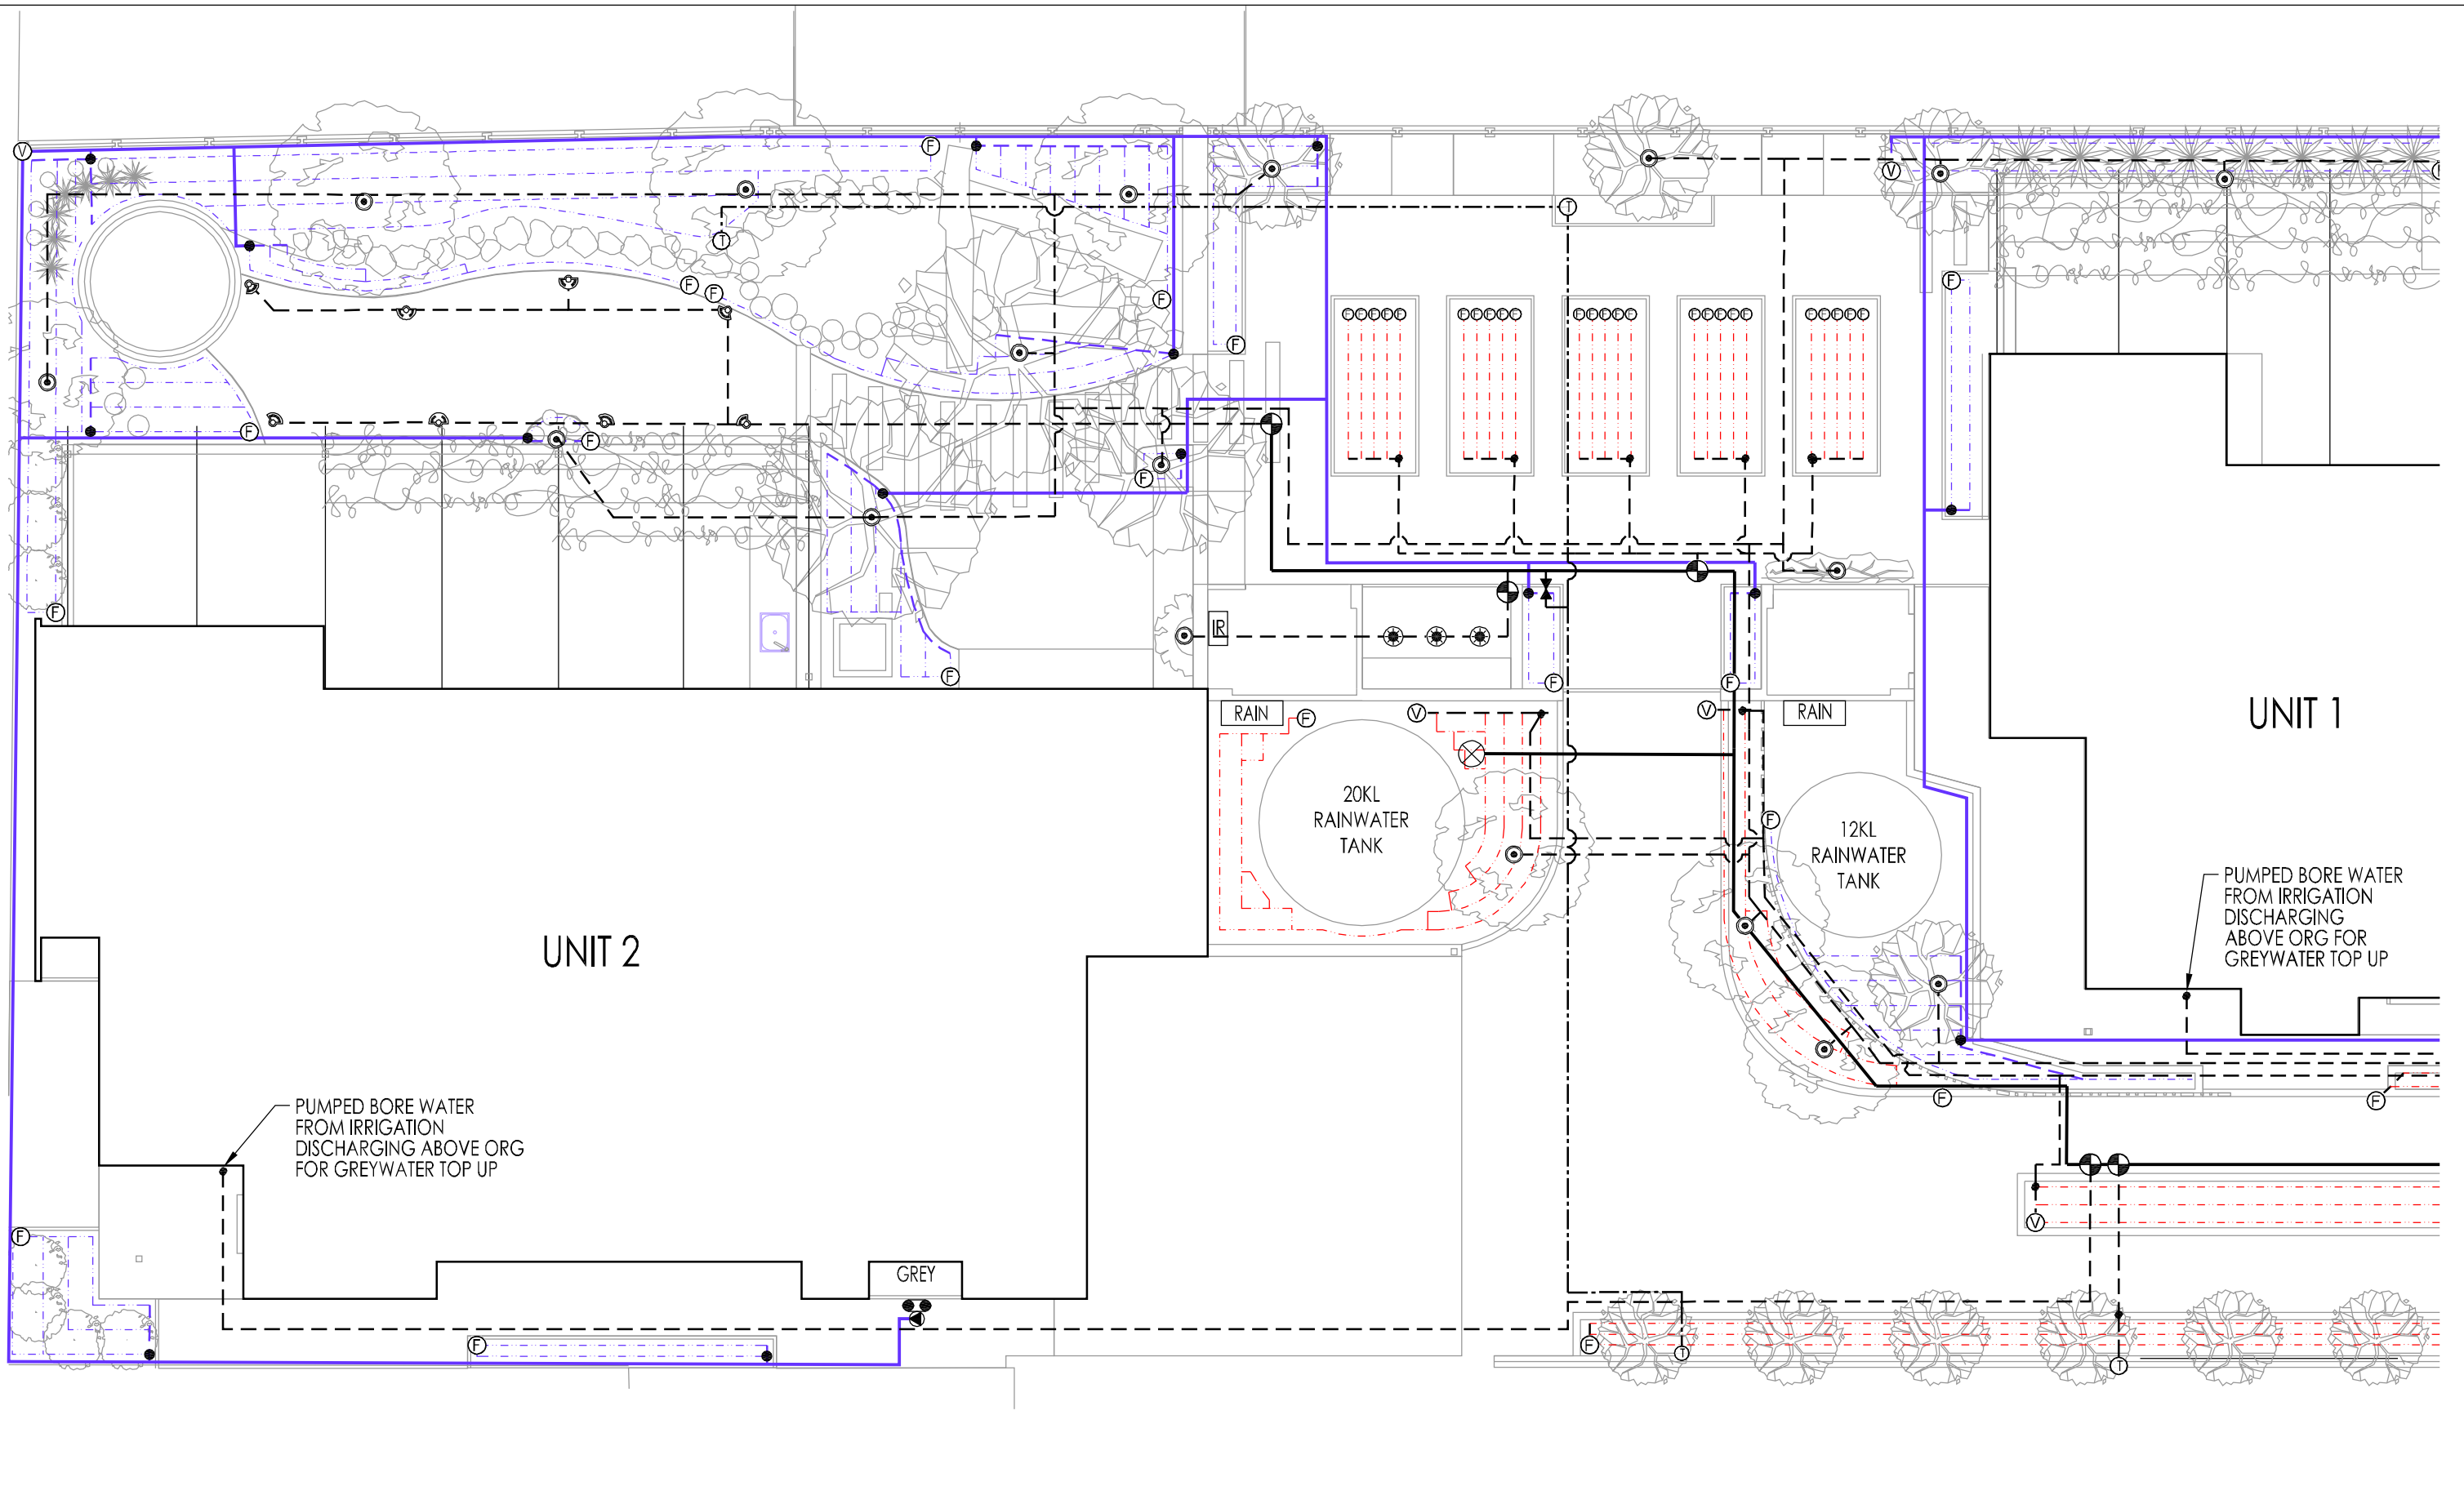 V
F
T
T
V
F
F
F
F
F
F
F F F F F
F F F F F
F F F F F
F F F F F
F F F F F
F
F
F
F
IR
F
F
F
F
RAIN
F
V
V
RAIN
UNIT 1
20KL
RAINWATER
TANK
F
12KL
RAINWATER
TANK
PUMPED BORE WATER
FROM IRRIGATION
DISCHARGING
ABOVE ORG FOR
GREYWATER TOP UP
UNIT 2
PUMPED BORE WATER
FROM IRRIGATION
DISCHARGING ABOVE ORG
FOR GREYWATER TOP UP
F
F
V
F
GREY
F
F
T
T